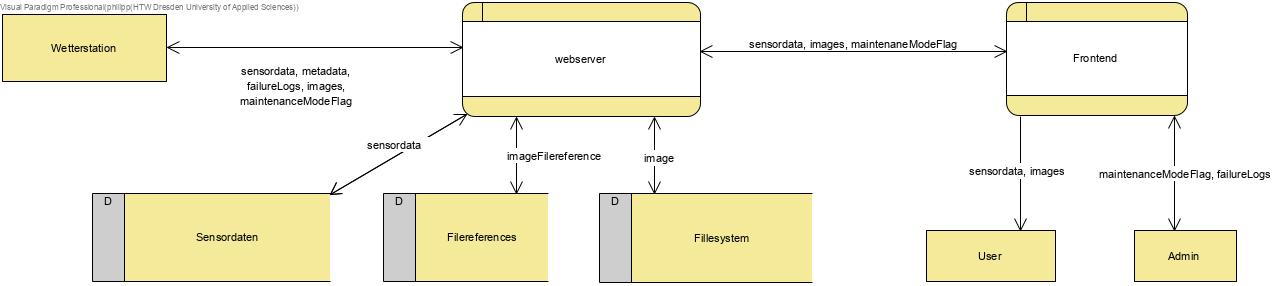 Visual Paradigm Professional(philipp(HTW Dresden University of Applied Sciences))
Wetterstation
sensordata, metadata,
failureLogs, images,
maintenanceModeFlag
webserver
sensordata, images, maintenaneModeFlag
Frontend
sensordata
imageFilereference
image
sensordata, images
maintenanceModeFlag, failureLogs
D
Sensordaten
D
Filereferences
D
Fillesystem
User
Admin